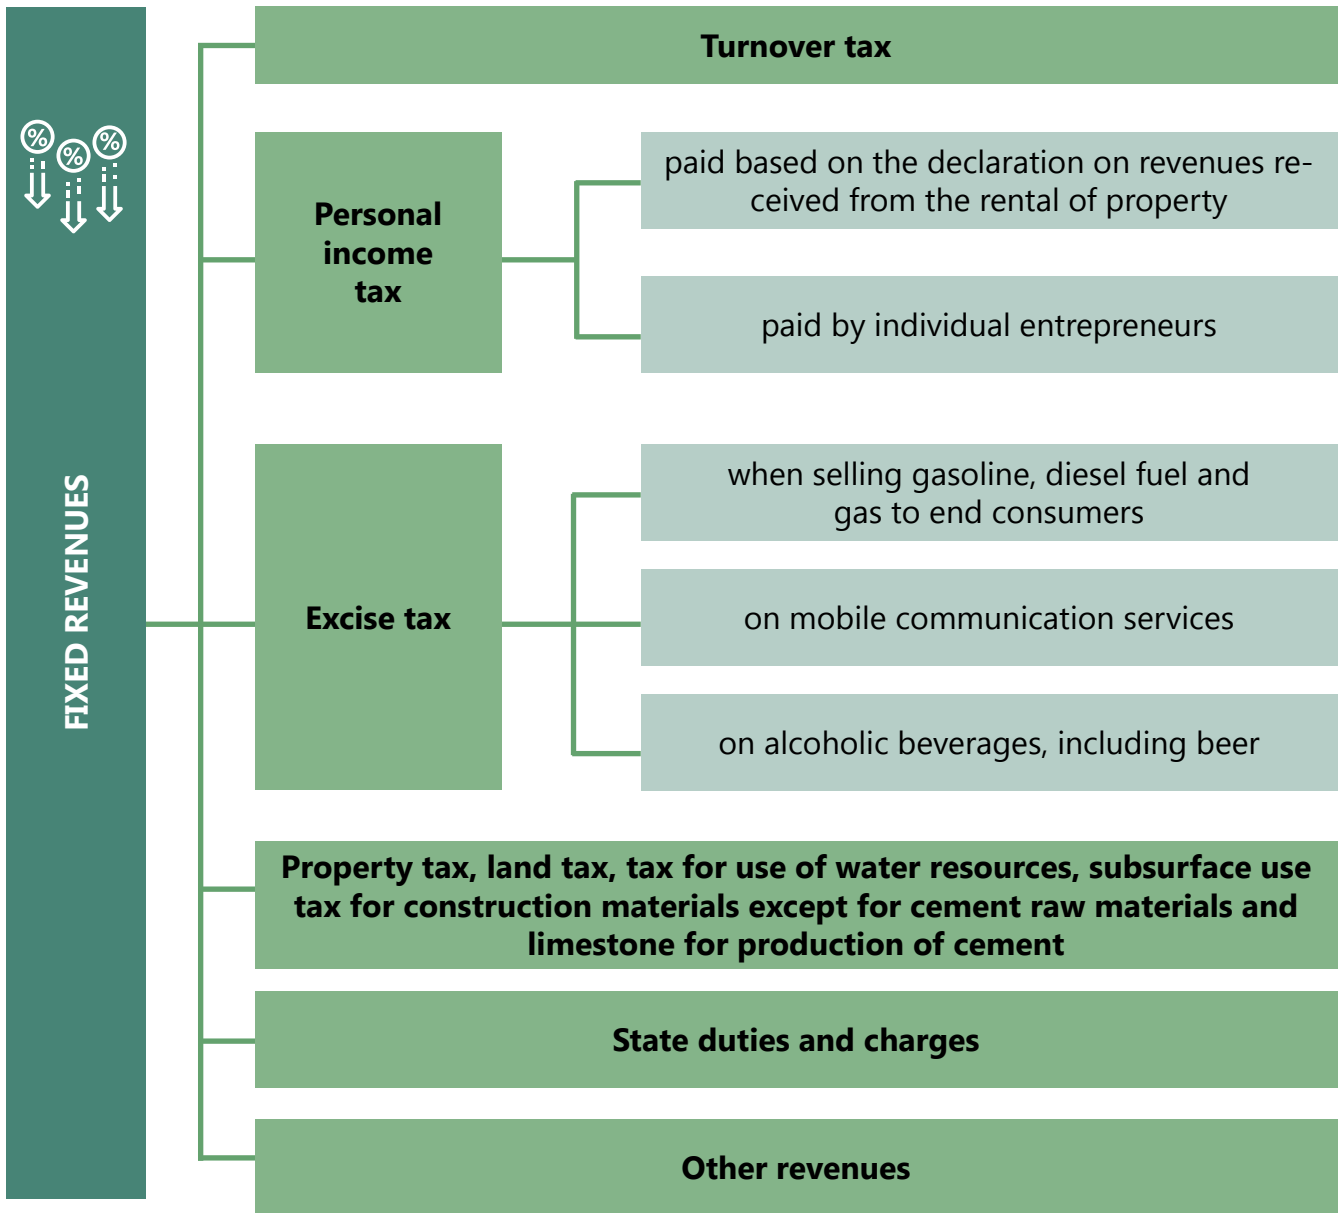 FIXED REVENUES
% % %
Turnover tax
Personal
income
tax
paid based on the declaration on revenues re-
ceived from the rental of property
paid by individual entrepreneurs
Excise tax
when selling gasoline, diesel fuel and
gas to end consumers
on mobile communication services
on alcoholic beverages, including beer
Property tax, land tax, tax for use of water resources, subsurface use
tax for construction materials except for cement raw materials and
limestone for production of cement
State duties and charges
Other revenues